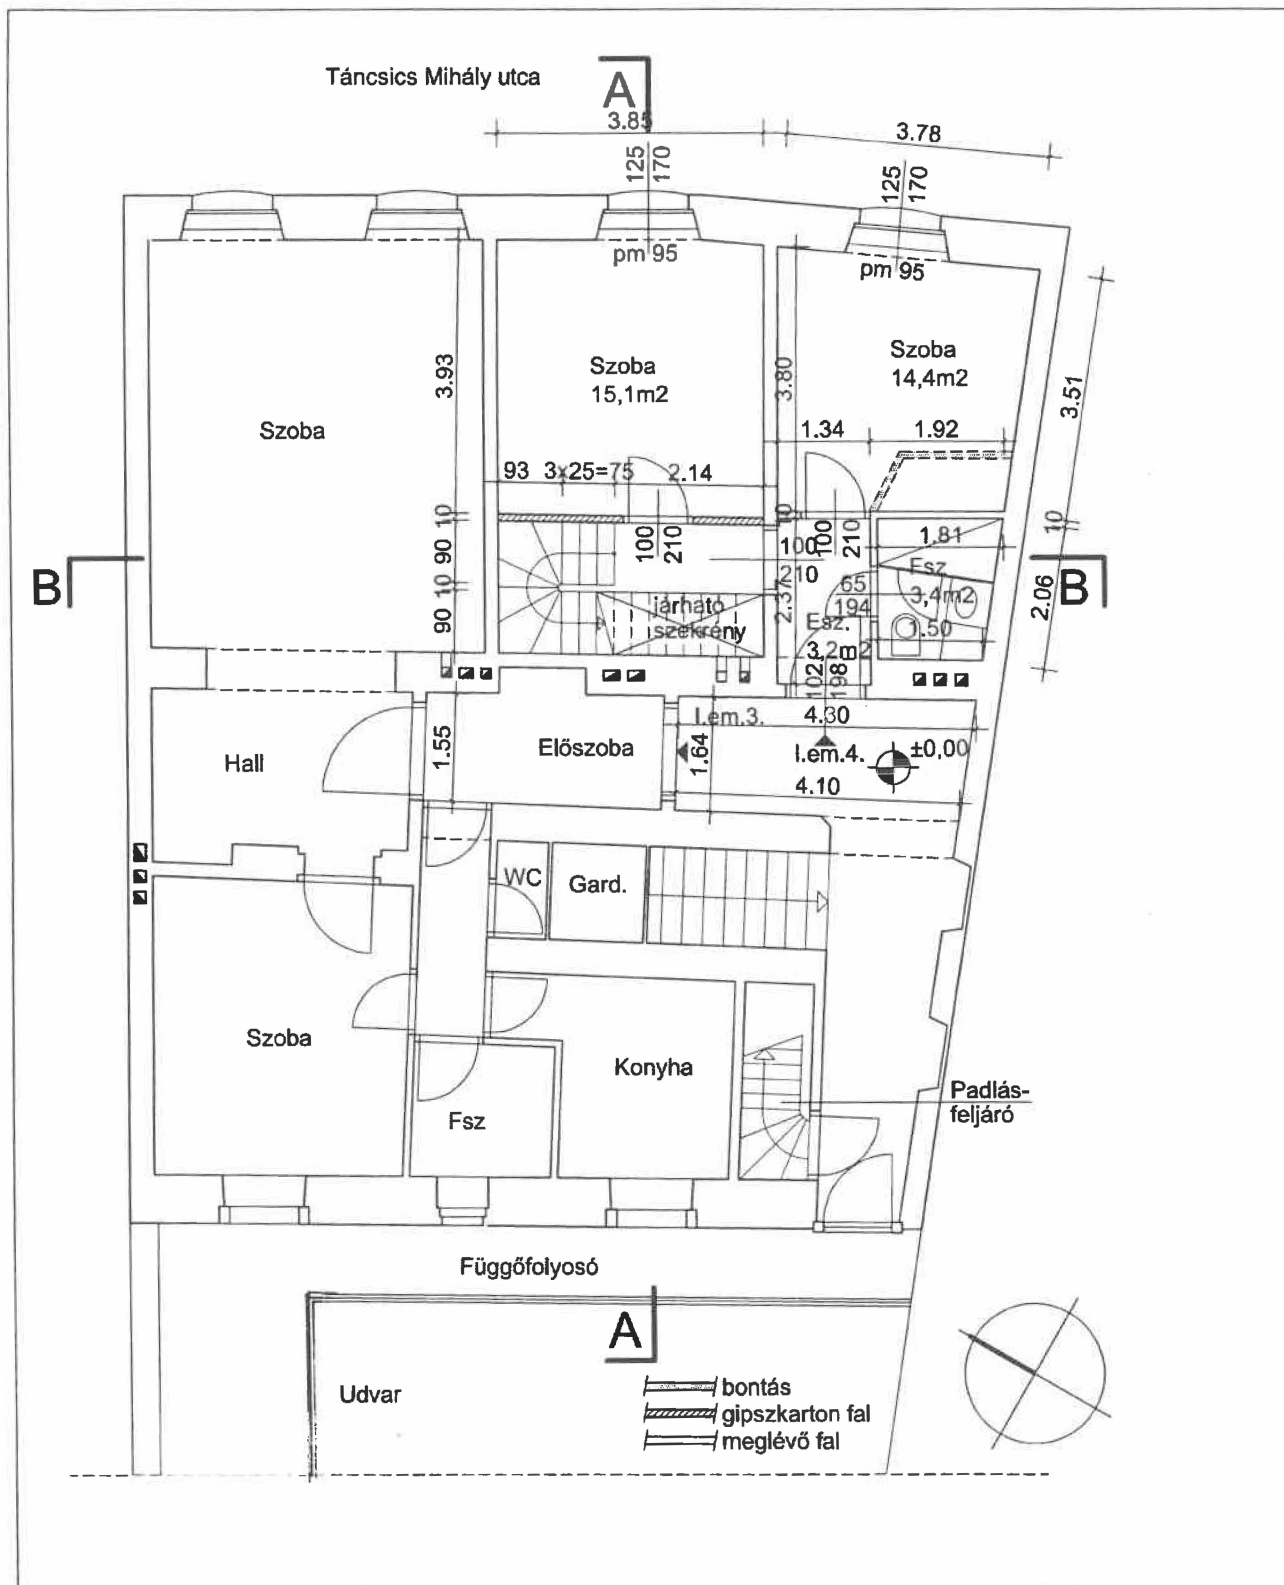 Táncsics Mihály utca
A
3.85
3.78
125
170
125
170
pm 95
pm 95
Szoba
15,1m2
Szoba
14,4m2
Szoba
3.93
3.80
3.51
1.34
1.92
93
3x25=75
2.14
10
90
10
90
100
210
10
100
210
100
210
1.81
10
B
B
Fsz
3,4m2
65
194
2.37
2.06
járható
szekrény
Esz.
3,2m2
1.50
102
198
I.em.3.
4.30
1.55
Előszoba
1.64
I.em.4.
±0,00
4.10
Hall
WC
Gard.
Szoba
Konyha
Fsz
Padlás-
feljáró
Függőfolyosó
A
Udvar
bontás
gipszkarton fal
meglévő fal